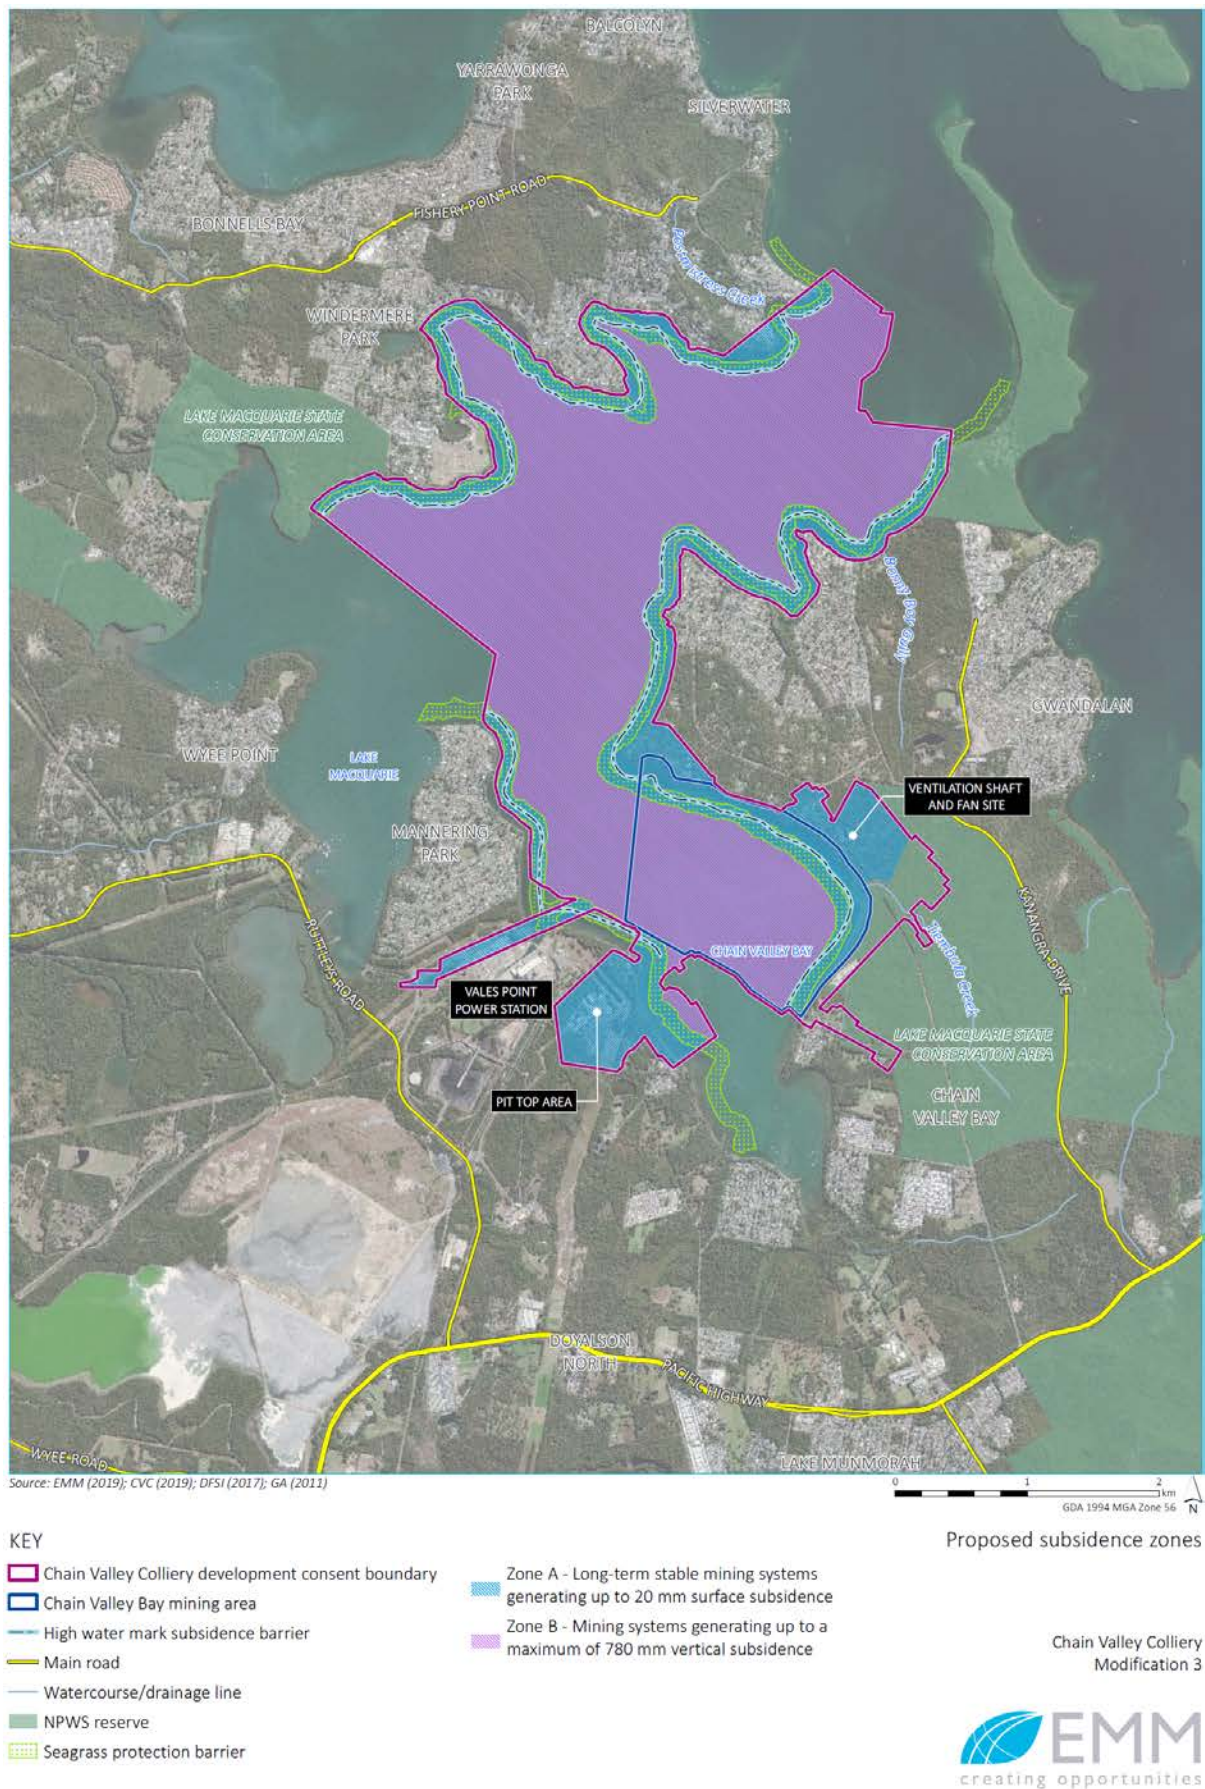 BALCOLYN
YARRAWONGA
PARK
SILVERWATER
FISHERY POINT ROAD
BONNELLS BAY
WINDERMERE
PARK
LAKE MACQUARIE STATE
CONSERVATION AREA
Bonny Boy Gully
GWANDALAN
WYEE POINT
LAKE
MACQUARIE
VENTILATION SHAFT
AND FAN SITE
MANNERING
PARK
RUTTLEYS ROAD
KANANGRA DRIVE
CHAIN VALLEY BAY
Tiembula Creek
VALES POINT
POWER STATION
LAKE MACQUARIE STATE
CONSERVATION AREA
PIT TOP AREA
CHAIN
VALLEY BAY
DOYALSON
NORTH
PACIFIC HIGHWAY
WYEE ROAD
LAKE MUNMORAH
Source: EMM (2019); CVC (2019); DFSI (2017); GA (2011)
0 1 2
km
GDA 1994 MGA Zone 56
N
KEY
Chain Valley Colliery development consent boundary
Chain Valley Bay mining area
High water mark subsidence barrier
Main road
Watercourse/drainage line
NPWS reserve
Seagrass protection barrier
Zone A - Long-term stable mining systems
generating up to 20 mm surface subsidence
Zone B - Mining systems generating up to a
maximum of 780 mm vertical subsidence
Proposed subsidence zones
Chain Valley Colliery
Modification 3
EMM
creating opportunities